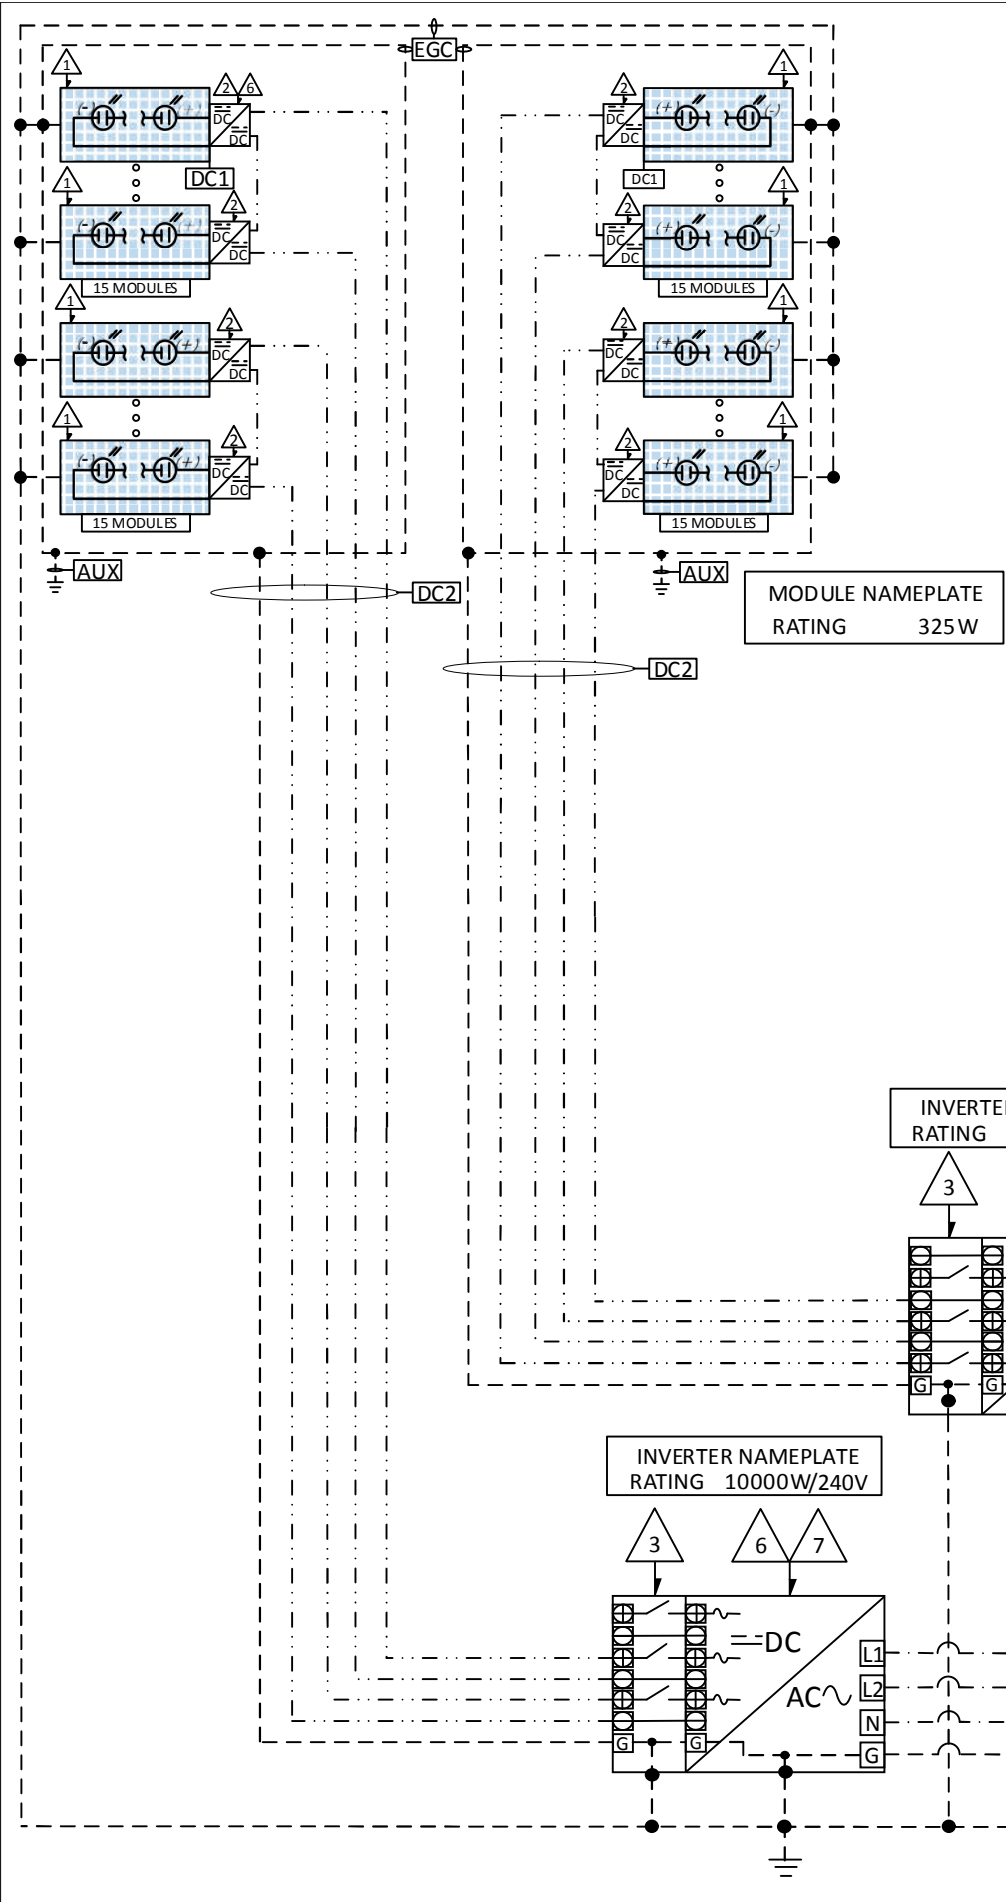 EGC
1
2
6
2
1
(-)
(+)
DC
DC
DC
DC
(+)
(-)
1
DC1
2
DC1
2
1
(-)
(+)
DC
DC
DC
DC
(+)
(-)
15 MODULES
15 MODULES
1
2
2
1
(-)
(+)
DC
DC
DC
DC
(+)
(-)
1
2
2
1
(-)
(+)
DC
DC
DC
DC
(+)
(-)
15 MODULES
15 MODULES
AUX
AUX
DC2
MODULE NAMEPLATE
RATING 325W
DC2
RATING
3
G
G
INVERTER NAMEPLATE
RATING 10000W/240V
3
6
7
DC
AC
L1
L2
N
G
G
G